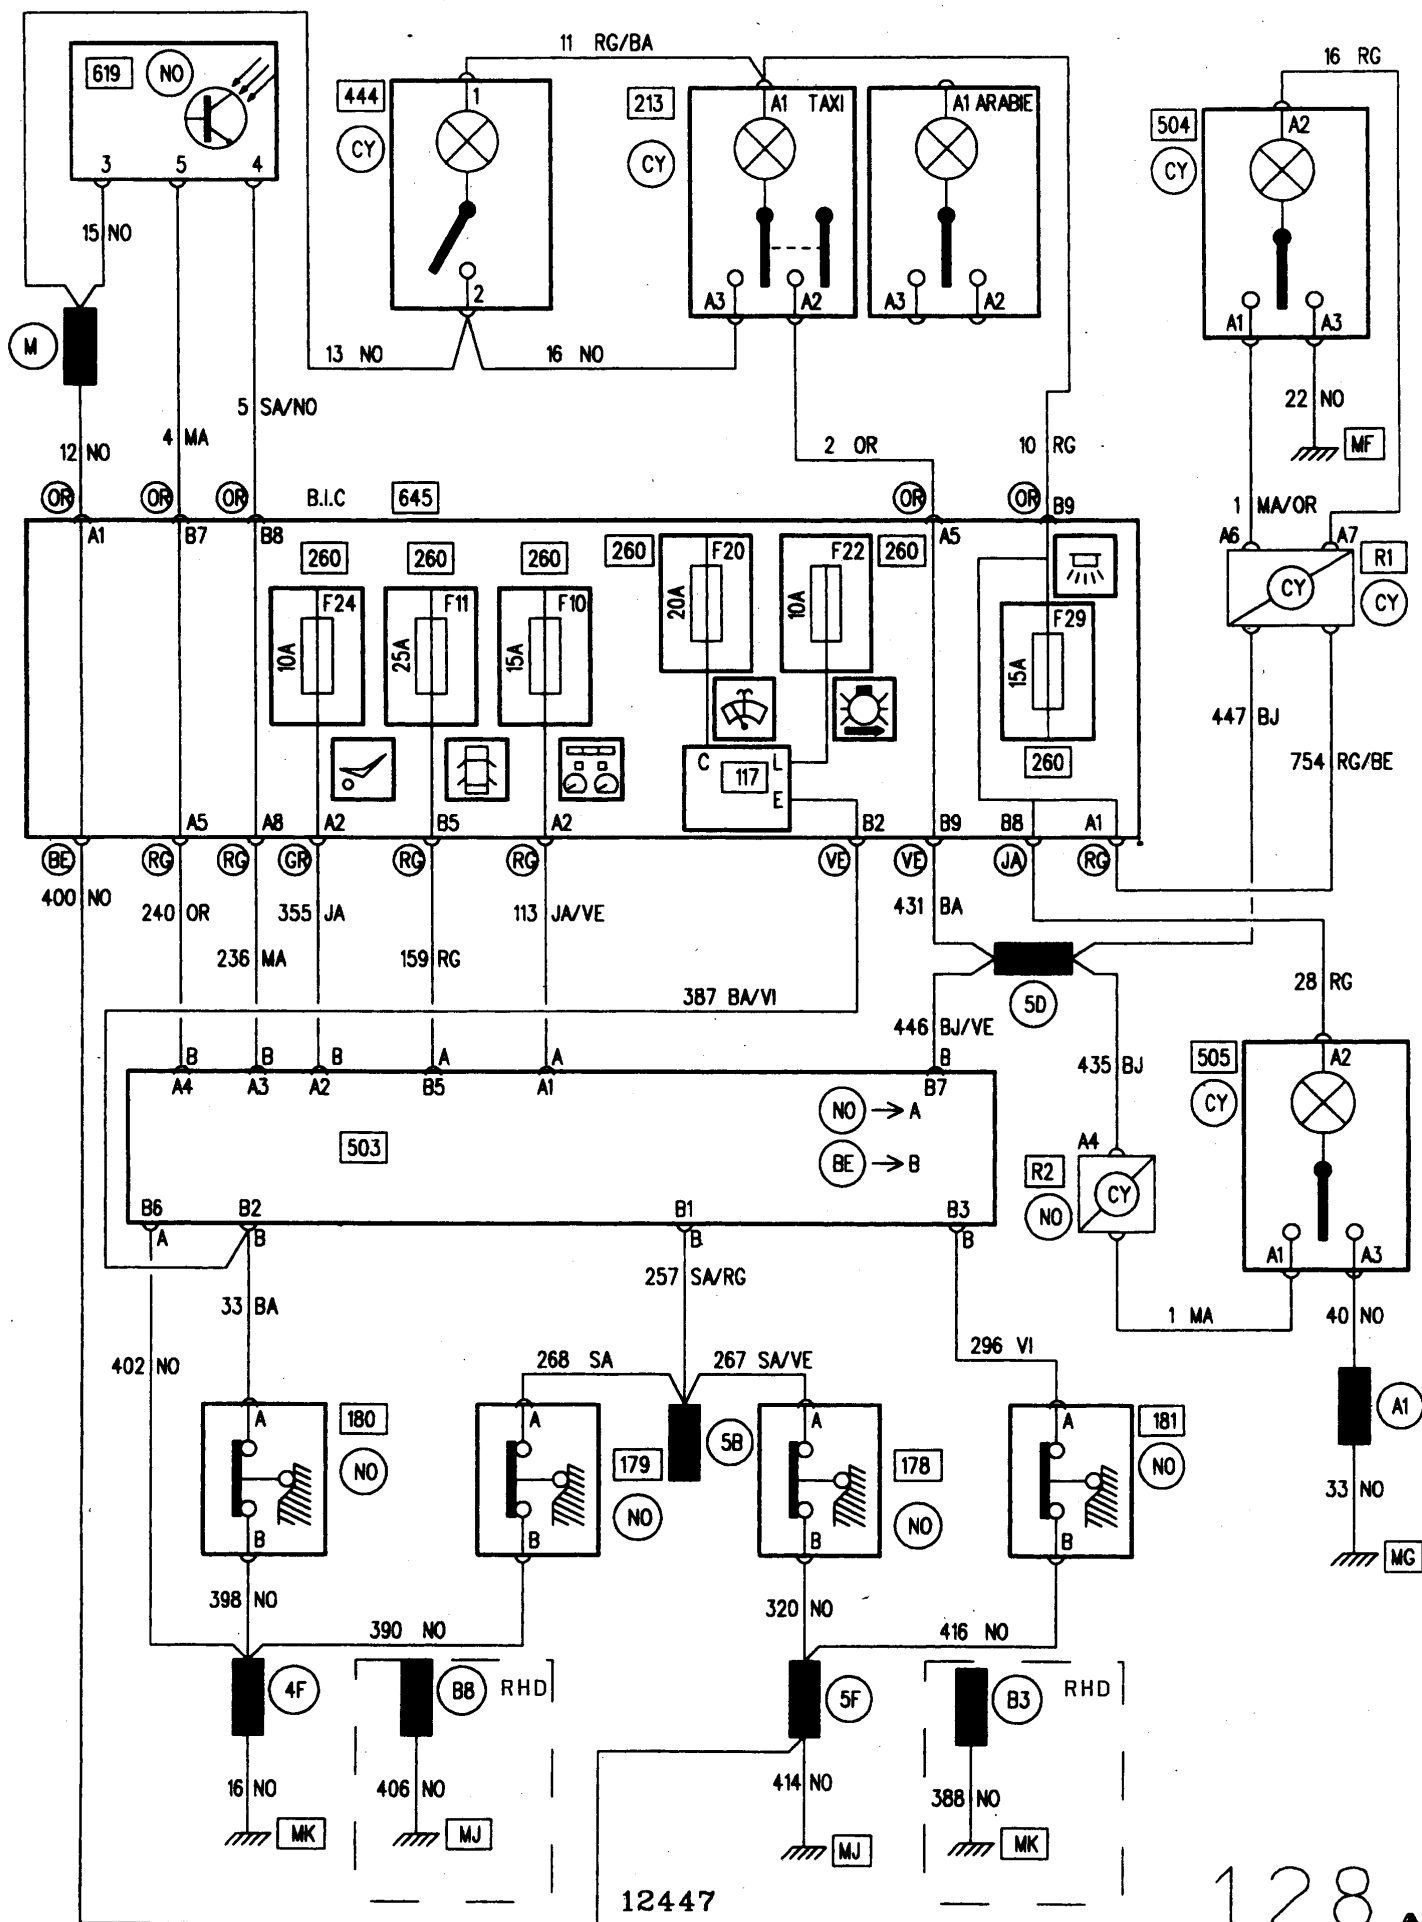 11 RG/BA
16 RG
619 NO
444
1
213
A1 TAXI
A1 ARABIE
504
A2
CY
CY
CY
3 5 4
15 NO
2
A3 A2
A3 A2
A1 A3
M
13 NO
16 NO
5 SA/NO
22 NO
4 MA
12 NO
2 OR
10 RG
MF
OR OR OR
B.I.C 645
OR OR B9
1 MA/OR
A1 B7 B8
A5
A6 A7
R1
CY
CY
260 260 260 260 F20 F22 260
F24 F11 F10
20A 10A
F29
10A 25A 15A
15A
447 BJ
C 117 L
E
260
754 RG/BE
A5 A8 A2 B5 A2 B2 B9 B8 A1
BE RG RG GR RG RG VE VE JA RG
400 NO
240 OR
355 JA
113 JA/VE
431 BA
236 MA
159 RG
387 BA/VI
5D
28 RG
446 BJ/VE
B B B A A B
A4 A3 A2 B5 A1 B7
435 BJ
505
A2
CY
NO → A
503
BE → B
A4
R2
CY
NO
B6 B2 B1 B3
A B B B
A1 A3
257 SA/RG
33 BA
1 MA
40 NO
402 NO
268 SA
267 SA/VE
296 VI
A 180
A
5B
A
A 181
A1
NO
179
178
NO
NO
NO
B
B
B
B
33 NO
MG
398 NO
320 NO
390 NO
416 NO
4F
B8 RHD
5F
B3 RHD
16 NO
406 NO
414 NO
388 NO
MK
MJ
MJ
MK
12447
128